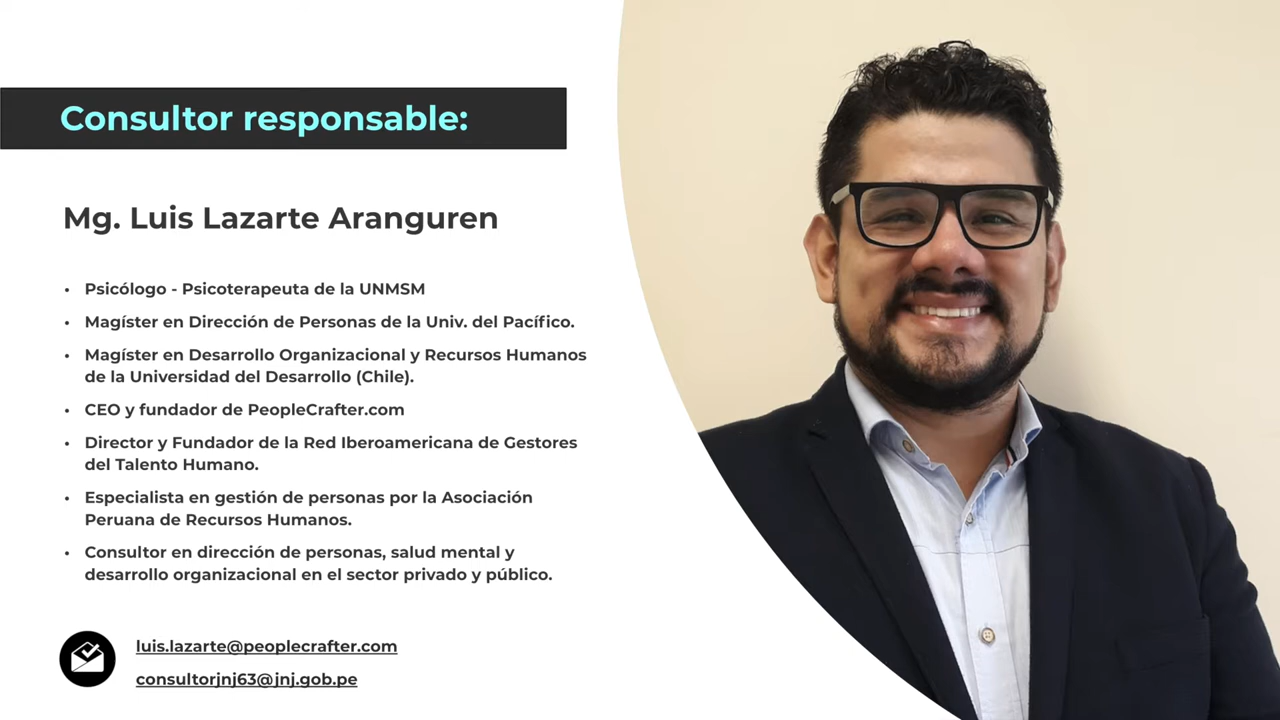 Consultor responsable:
Mg. Luis Lazarte Aranguren
• Psicólogo - Psicoterapeuta de la UNMSM
• Magíster en Dirección de Personas de la Univ. del Pacífico.
• Magíster en Desarrollo Organizacional y Recursos Humanos
de la Universidad del Desarrollo (Chile).
• CEO y fundador de PeopleCrafter.com
• Director y Fundador de la Red Iberoamericana de Gestores
del Talento Humano.
• Especialista en gestión de personas por la Asociación
Peruana de Recursos Humanos.
• Consultor en dirección de personas, salud mental y
desarrollo organizacional en el sector privado y público.
luis.lazarte@peoplecrafter.com
consultorjnj63@jnj.gob.pe